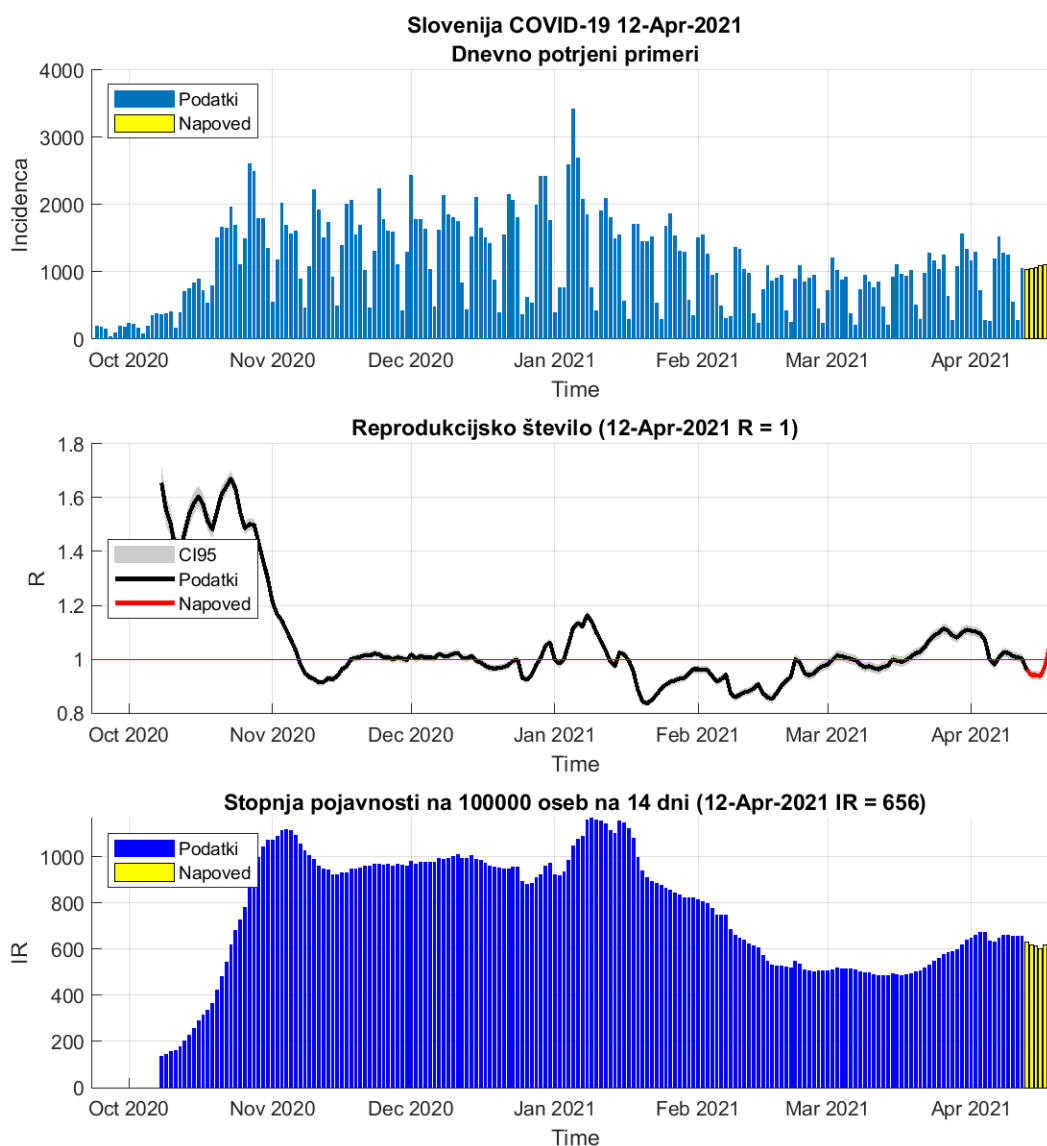 Slovenija COVID-19 12-Apr-2021
Dnevno potrjeni primeri
4000
3000
2000
1000
0
Incidenca
Podatki
Napoved
Oct 2020 Nov 2020 Dec 2020 Jan 2021 Feb 2021 Mar 2021 Apr 2021
Time
Reprodukcijsko število (12-Apr-2021 R = 1)
1.8
1.6
1.4
1.2
1
0.8
R
CI95
Podatki
Napoved
Oct 2020 Nov 2020 Dec 2020 Jan 2021 Feb 2021 Mar 2021 Apr 2021
Time
Stopnja pojavnosti na 100000 oseb na 14 dni (12-Apr-2021 IR = 656)
1000
800
600
400
200
0
IR
Podatki
Napoved
Oct 2020 Nov 2020 Dec 2020 Jan 2021 Feb 2021 Mar 2021 Apr 2021
Time